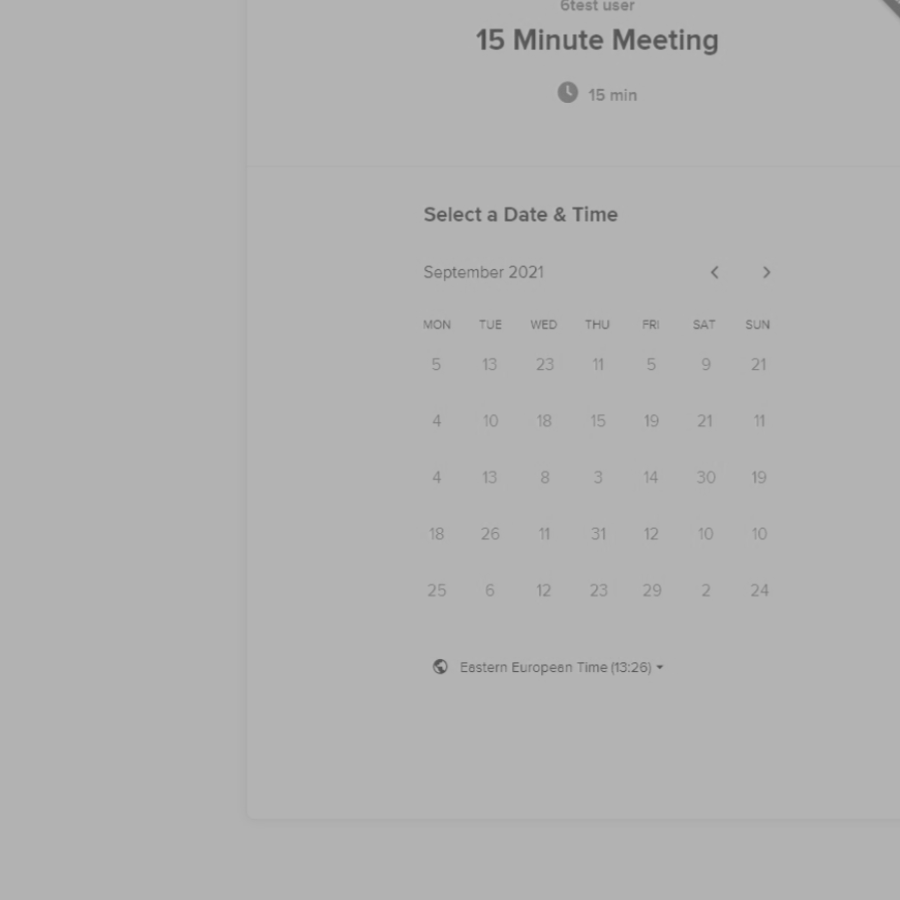 6test user
15 Minute Meeting
15 min
Select a Date & Time
September 2021
MON TUE WED THU FRI SAT SUN
5 13 23 11 5 9 21
4 10 18 15 19 21 11
4 13 8 3 14 30 19
18 26 11 31 12 10 10
25 6 12 23 29 2 24
Eastern European Time (13:26)